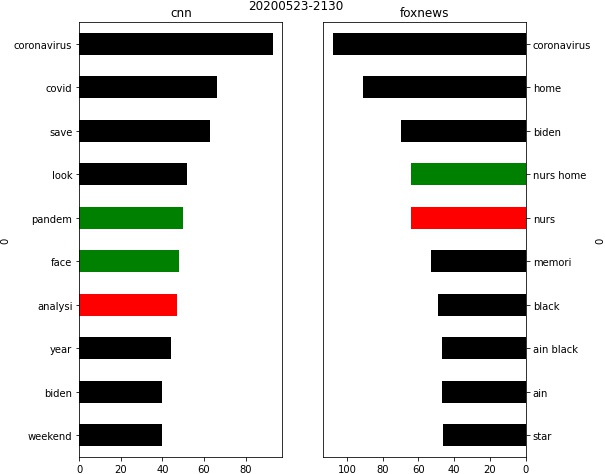 20200523-2130
cnn
foxnews
coronavirus
covid
save
look
pandem
face
analysi
year
biden
weekend
0 20 40 60 80
0
coronavirus
home
biden
nurs home
nurs
memori
black
ain black
ain
star
100 80 60 40 20 0
0